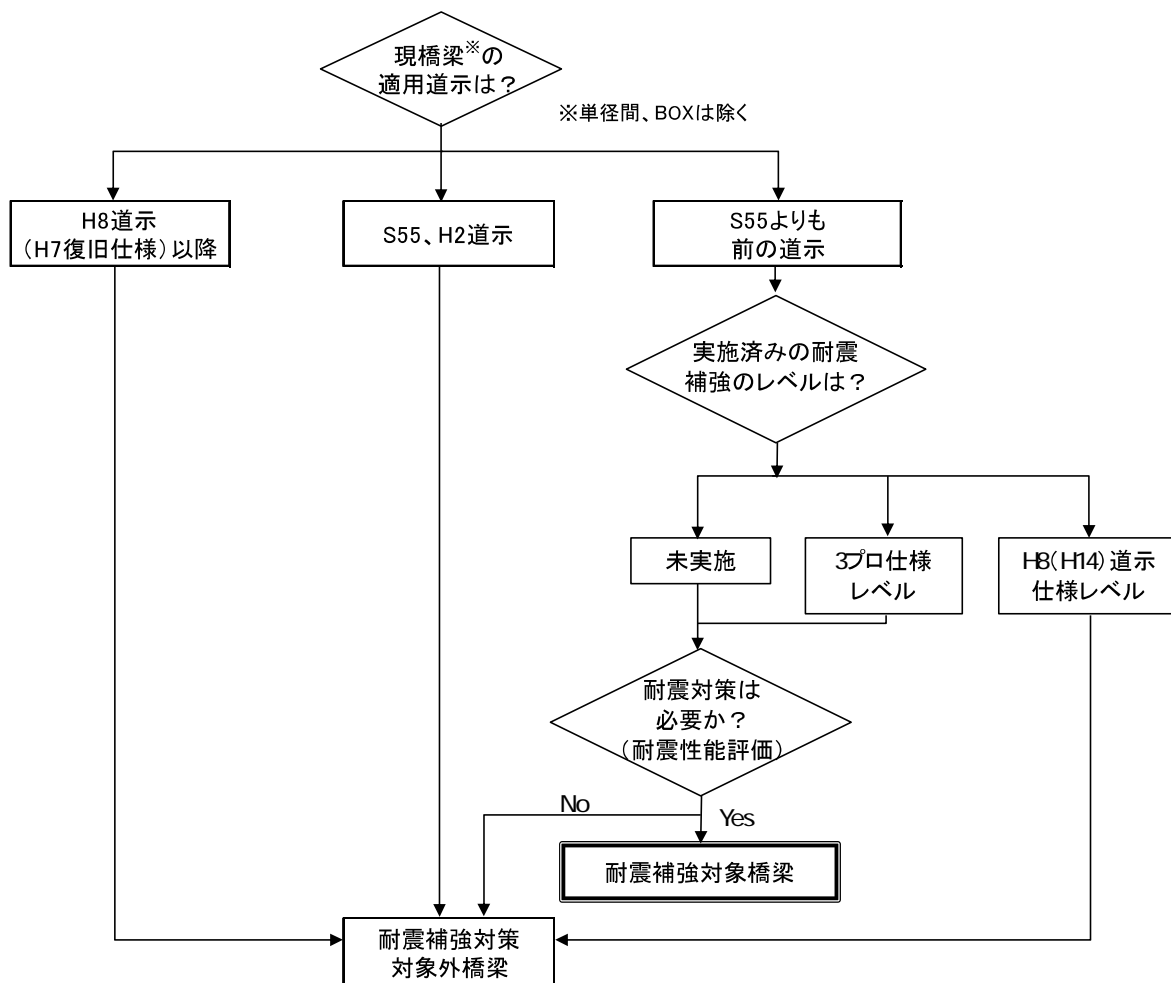 現橋梁※の
適用道示は？
※単径間、BOXは除く
H8道示
（H7復旧仕様）以降
S55、H2道示
S55よりも
前の道示
実施済みの耐震
補強のレベルは？
未実施
3プロ仕様
レベル
H8（H14）道示
仕様レベル
耐震対策は
必要か？
（耐震性能評価）
No
Yes
耐震補強対象橋梁
耐震補強対策
対象外橋梁